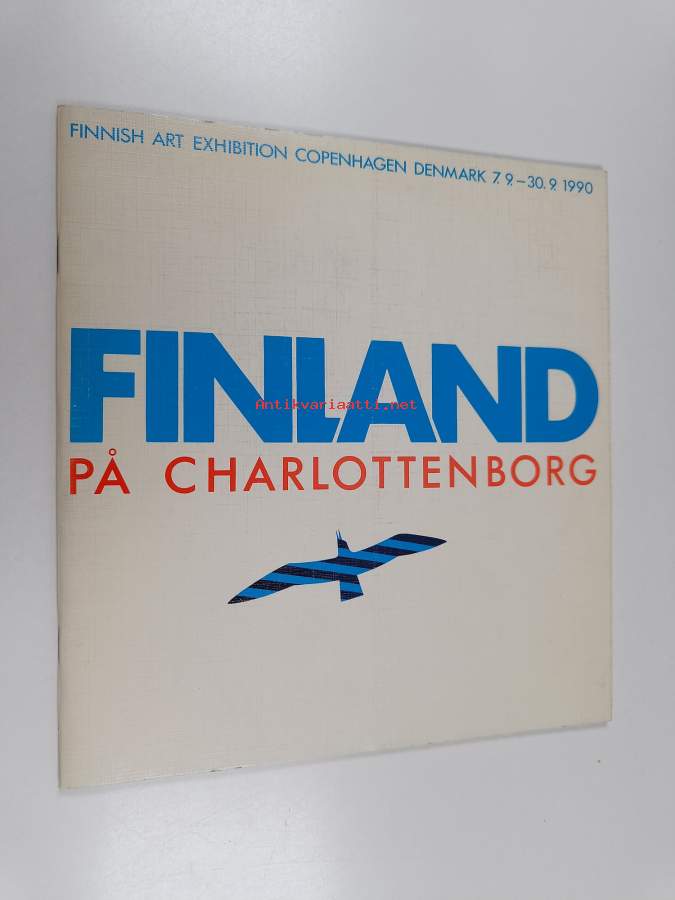 FINNISH ART EXHIBITION COPENHAGEN DENMARK 7.9.–30.9.1990
FINLAND
Antikvariaatti.net
PÅ CHARLOTTENBORG